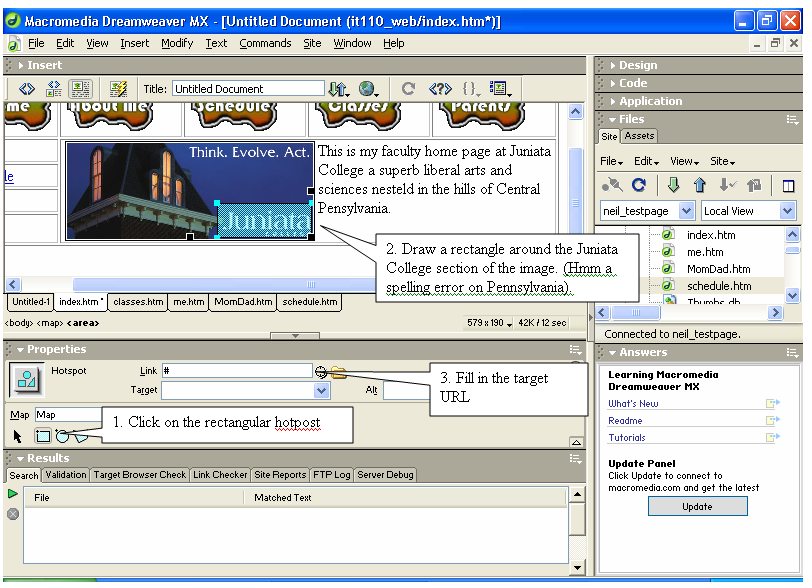 Macromedia Dreamweaver MX - [Untitled Document (it110_web/index.htm*)]
File Edit View Insert Modify Text Commands Site Window Help
Insert
Title: Untitled Document
me About Me Schedule Classes Parents
le
Think. Evolve. Act.
Juniata
This is my faculty home page at Juniata
College a superb liberal arts and
sciences nesteld in the hills of Central
Pensylvania.
2. Draw a rectangle around the Juniata
College section of the image. (Hmm a
spelling error on Pennsylvania).
Untitled-1 index.htm* classes.htm me.htm MomDad.htm schedule.htm
<body> <map> <area>
579 x 190 42K / 12 sec
Properties
Hotspot
Link #
Target
Alt
Map Map
3. Fill in the target
URL
1. Click on the rectangular hotpost
Results
Search Validation Target Browser Check Link Checker Site Reports FTP Log Server Debug
File Matched Text
Design
Code
Application
Files
Site Assets
File Edit View Site
neil_testpage Local View
index.htm
me.htm
MomDad.htm
schedule.htm
Thumbs.db
Connected to neil_testpage.
Answers
Learning Macromedia
Dreamweaver MX
What's New
Readme
Tutorials
Update Panel
Click Update to connect to
macromedia.com and get the latest
Update